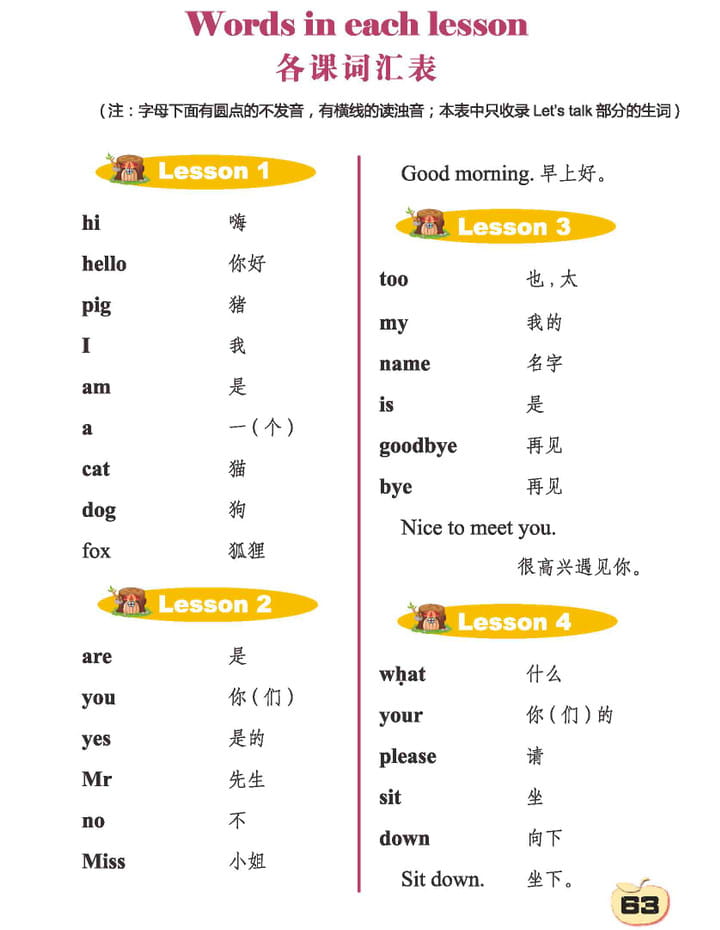 Words in each lesson
各课词汇表
（注：字母下面有圆点的不发音，有横线的读浊音；本表中只收录 Let's talk 部分的生词）
Lesson 1
hi 嗨
hello 你好
pig 猪
I 我
am 是
a 一（个）
cat 猫
dog 狗
fox 狐狸
Lesson 2
are 是
you 你（们）
yes 是的
Mr 先生
no 不
Miss 小姐
Good morning. 早上好。
Lesson 3
too 也，太
my 我的
name 名字
is 是
goodbye 再见
bye 再见
Nice to meet you.
很高兴遇见你。
Lesson 4
wḥat 什么
your 你（们）的
please 请
sit 坐
down 向下
Sit down. 坐下。
63